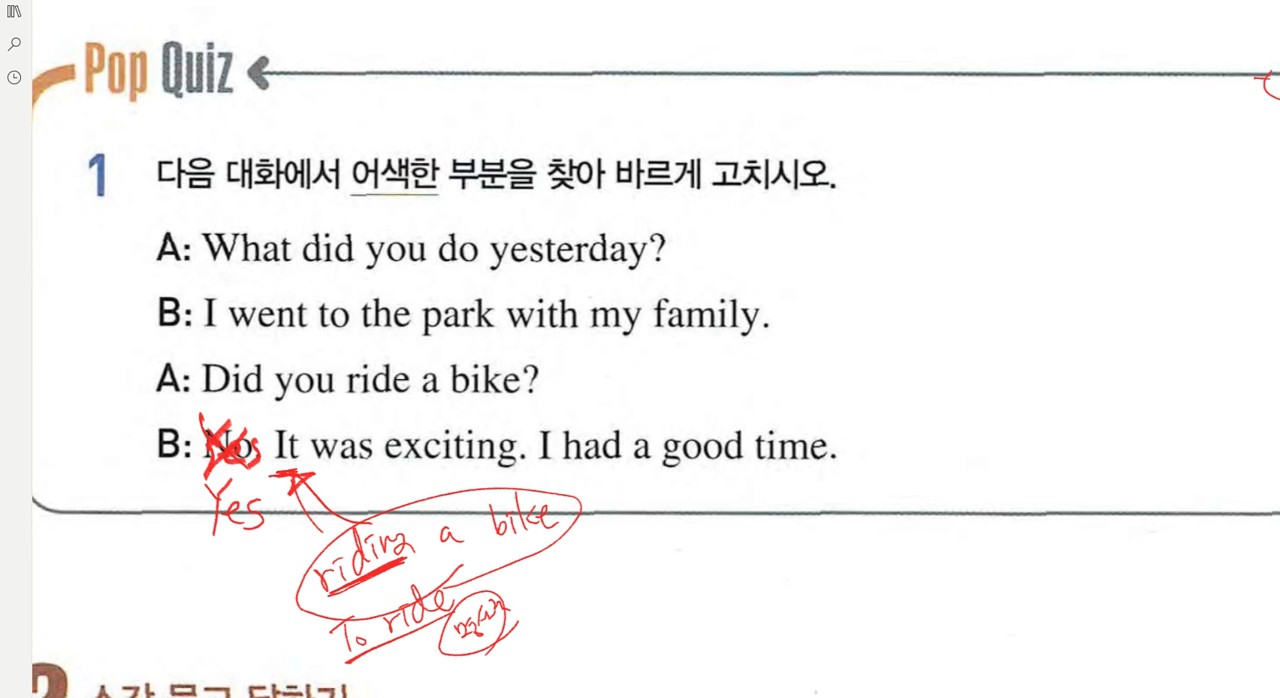 Pop Quiz
1 다음 대화에서 어색한 부분을 찾아 바르게 고치시오.
A: What did you do yesterday?
B: I went to the park with my family.
A: Did you ride a bike?
B: No. It was exciting. I had a good time.
Yes
riding a bike
To ride